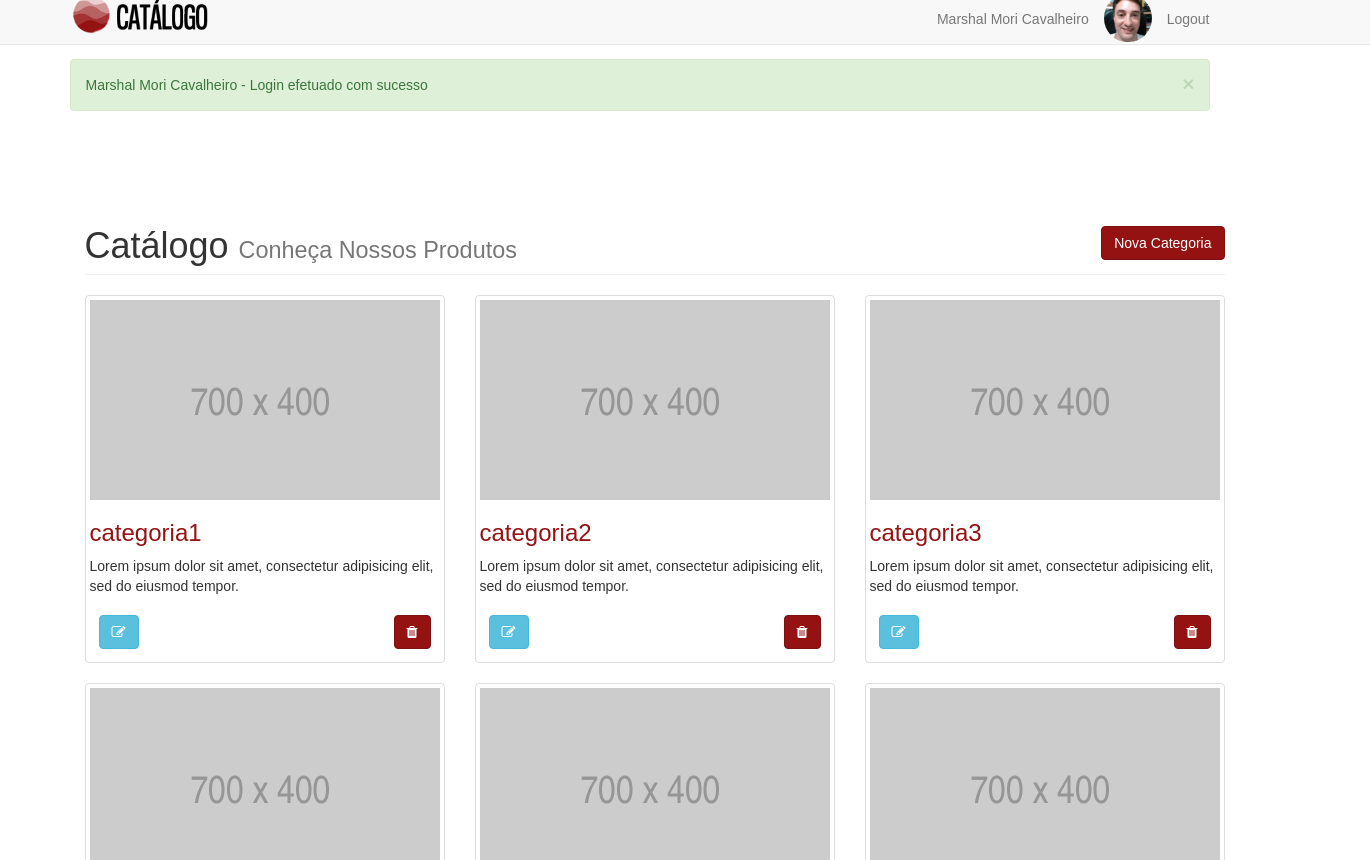 CATÁLOGO
Marshal Mori Cavalheiro
Logout
Marshal Mori Cavalheiro - Login efetuado com sucesso
×
Catálogo Conheça Nossos Produtos
Nova Categoria
700 x 400
700 x 400
700 x 400
categoria1
Lorem ipsum dolor sit amet, consectetur adipisicing elit,
sed do eiusmod tempor.
categoria2
Lorem ipsum dolor sit amet, consectetur adipisicing elit,
sed do eiusmod tempor.
categoria3
Lorem ipsum dolor sit amet, consectetur adipisicing elit,
sed do eiusmod tempor.
700 x 400
700 x 400
700 x 400